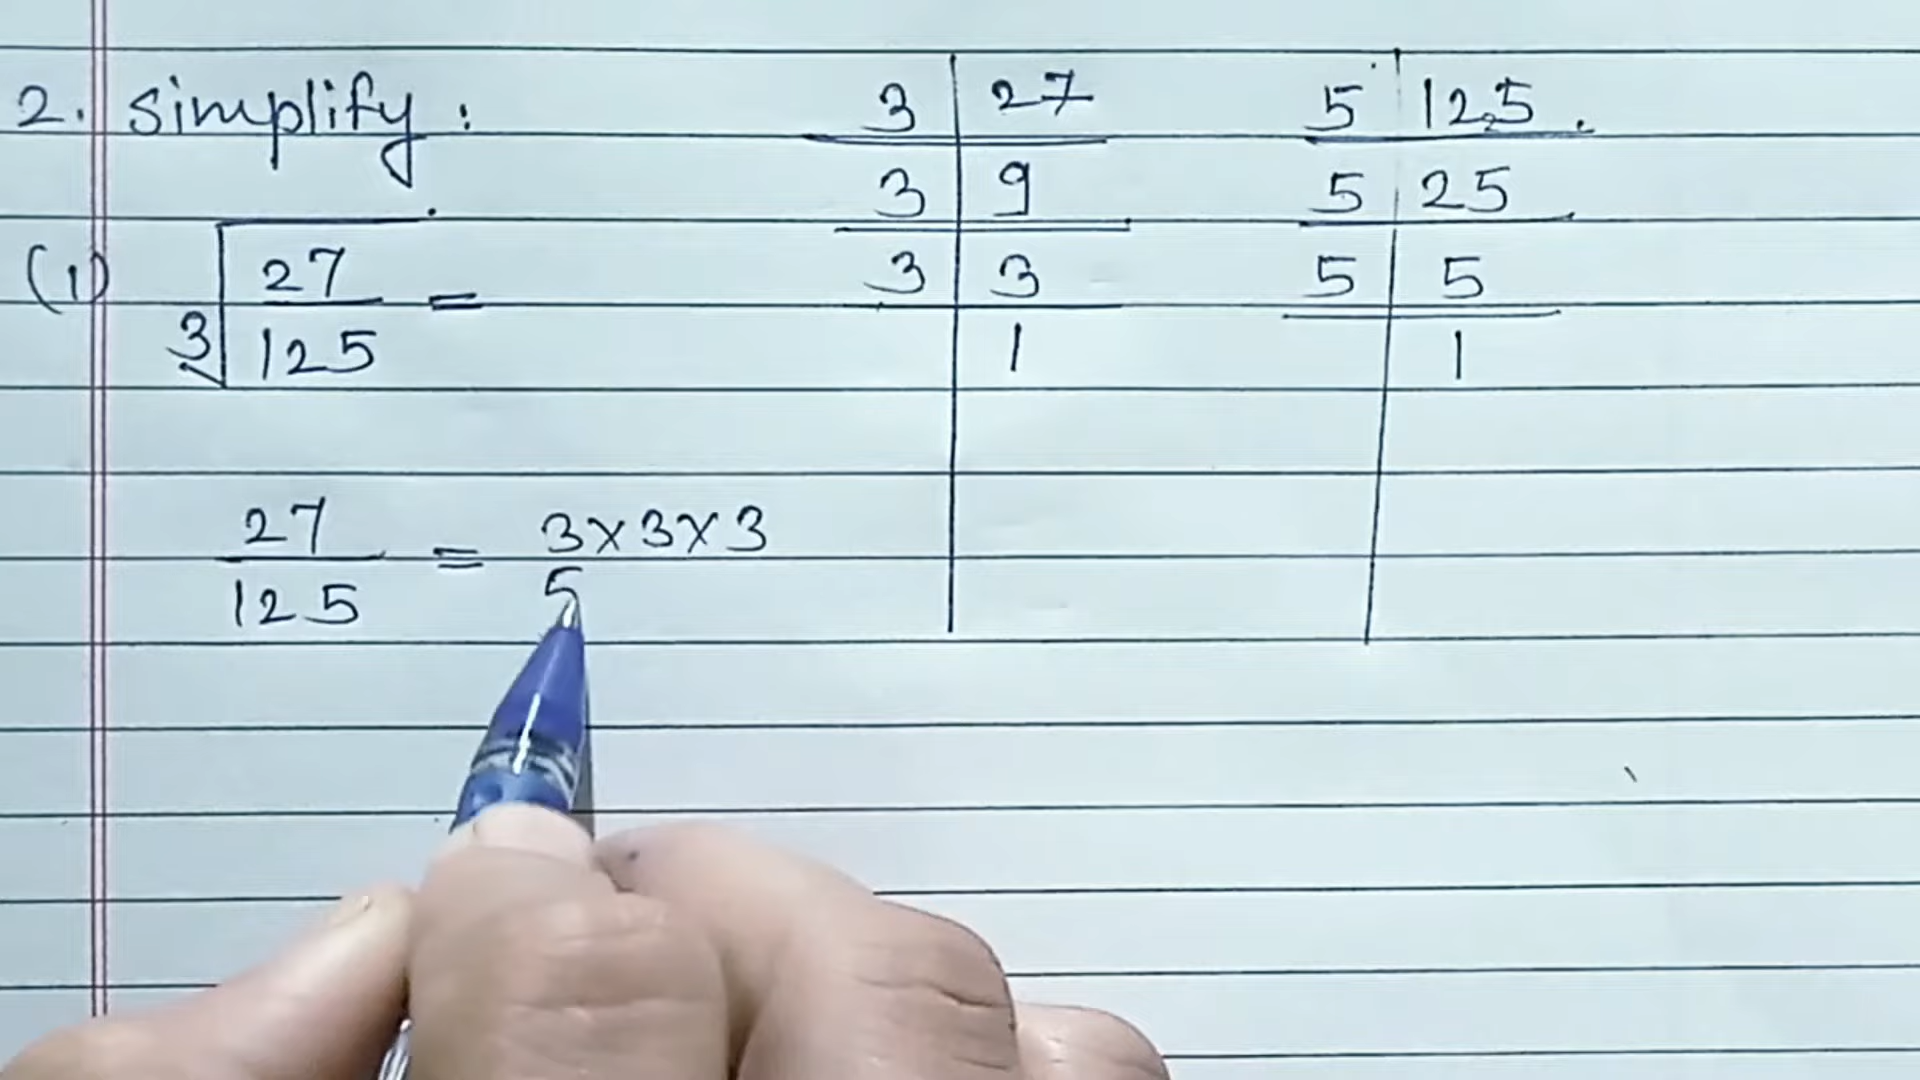 2. Simplify:
(1) ∛(27/125) =
3 | 27
3 | 9
3 | 3
1
5 | 125.
5 | 25
5 | 5
1
27/125 = 3×3×3/5